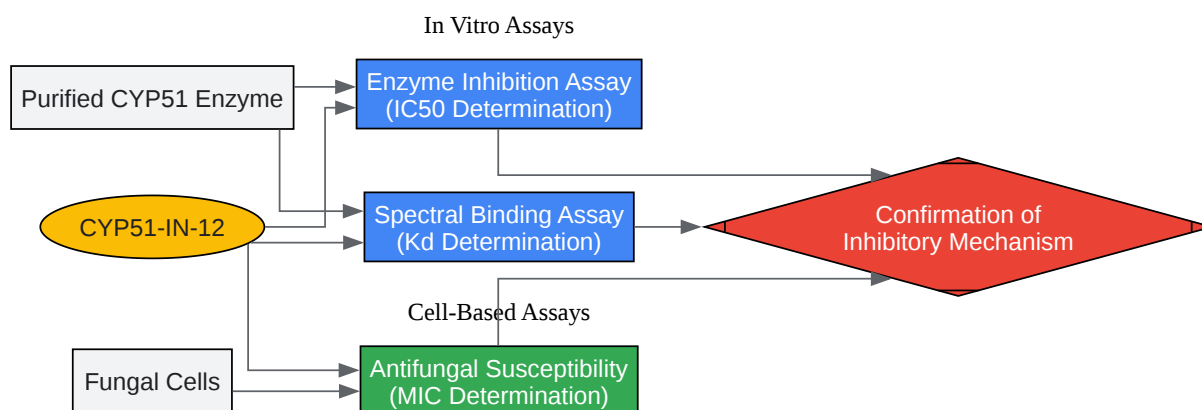 In Vitro Assays
Purified CYP51 Enzyme
Enzyme Inhibition Assay
(IC50 Determination)
CYP51-IN-12
Spectral Binding Assay
(Kd Determination)
Confirmation of
Inhibitory Mechanism
Cell-Based Assays
Fungal Cells
Antifungal Susceptibility
(MIC Determination)